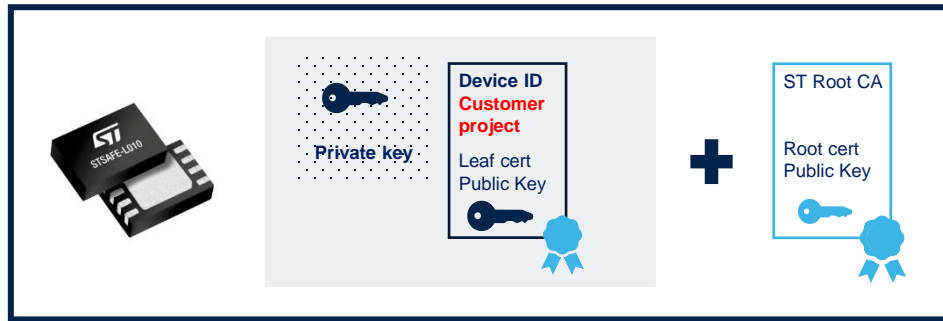 ST
STSAFE-L010
Private key
Device ID
Customer
project
Leaf cert
Public Key
ST Root CA
Root cert
Public Key